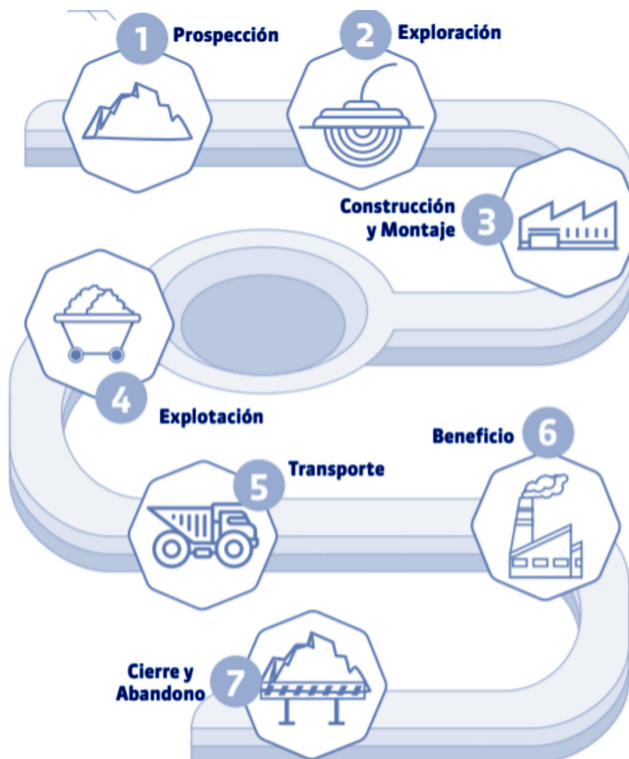 1 Prospección
2 Exploración
Construcción
y Montaje 3
4 Explotación
5 Transporte
Beneficio 6
Cierre y
Abandono 7